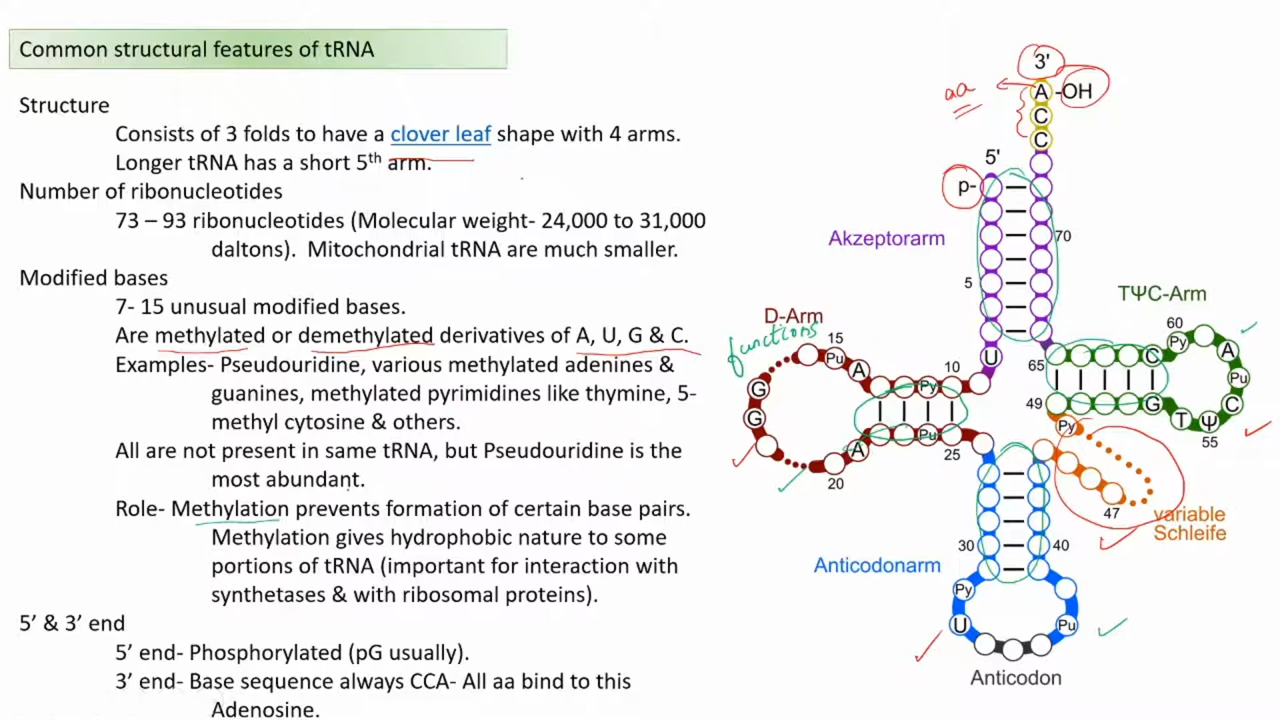 Common structural features of tRNA
Structure
Consists of 3 folds to have a clover leaf shape with 4 arms.
Longer tRNA has a short 5th arm.
Number of ribonucleotides
73 – 93 ribonucleotides (Molecular weight- 24,000 to 31,000
daltons).  Mitochondrial tRNA are much smaller.
Modified bases
7- 15 unusual modified bases.
Are methylated or demethylated derivatives of A, U, G & C.
Examples- Pseudouridine, various methylated adenines &
guanines, methylated pyrimidines like thymine, 5-
methyl cytosine & others.
All are not present in same tRNA, but Pseudouridine is the
most abundant.
Role- Methylation prevents formation of certain base pairs.
Methylation gives hydrophobic nature to some
portions of tRNA (important for interaction with
synthetases & with ribosomal proteins).
5’ & 3’ end
5’ end- Phosphorylated (pG usually).
3’ end- Base sequence always CCA- All aa bind to this
Adenosine.
3'
aa
A -OH
C
C
5'
p-
Akzeptorarm
70
5
U
D-Arm
functions
15
Pu
A
10
Py
G
G
A
Pu
20
25
TΨC-Arm
60
Py
A
Pu
C
Ψ
T
55
C
G
65
49
Py
47
variable
Schleife
Anticodonarm
30
40
Py
U
Pu
Anticodon